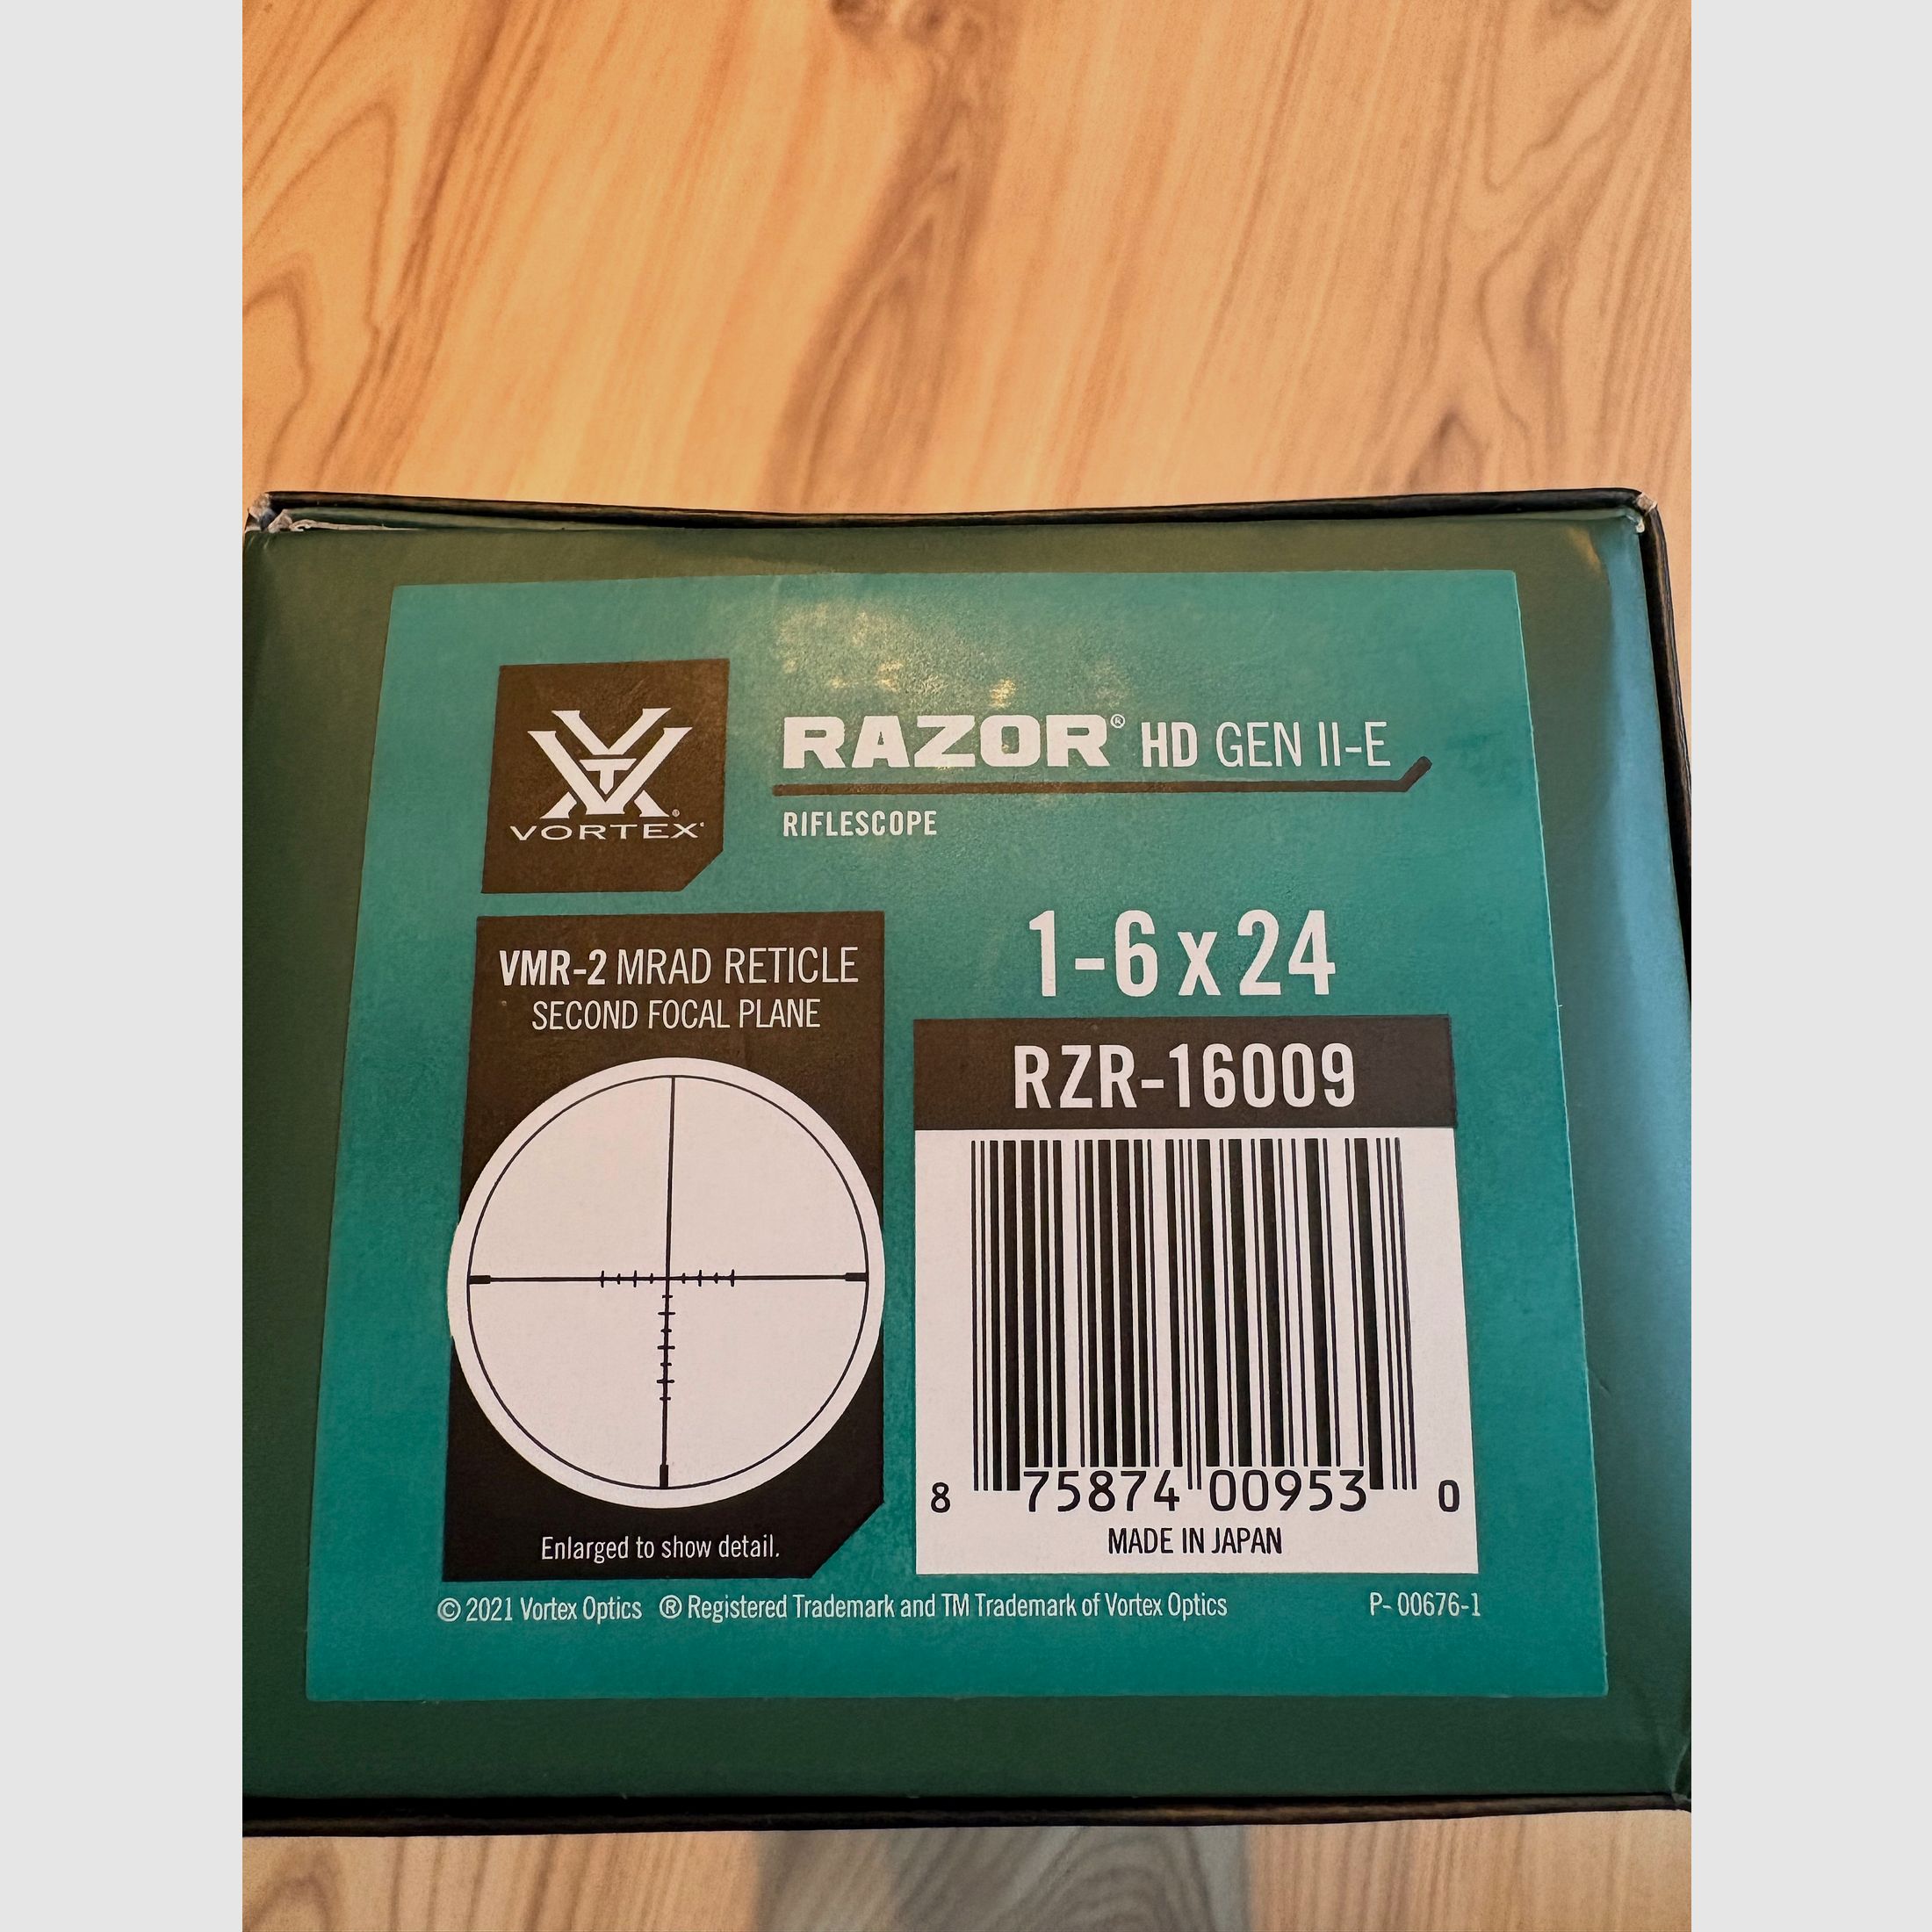 VORTEX®
RAZOR® HD GEN II-E
RIFLESCOPE
VMR-2 MRAD RETICLE
SECOND FOCAL PLANE
1-6x24
RZR-16009
8 75874 00953 0
MADE IN JAPAN
Enlarged to show detail.
© 2021 Vortex Optics ® Registered Trademark and TM Trademark of Vortex Optics
P- 00676-1